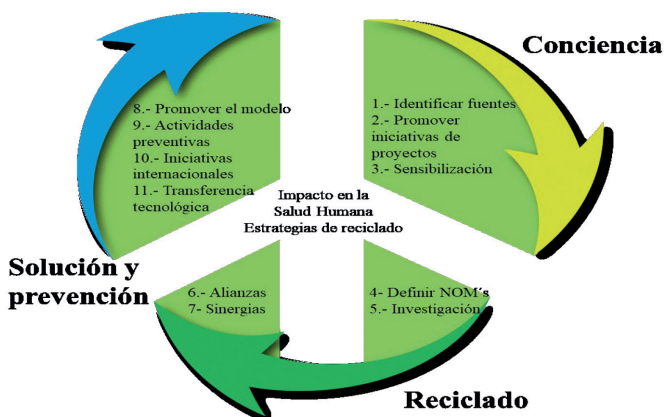 Conciencia
1.- Identificar fuentes
2.- Promover
iniciativas de
proyectos
3.- Sensibilización
4- Definir NOM´s
5.- Investigación
Reciclado
6.- Alianzas
7- Sinergias
Solución y
prevención
8.- Promover el modelo
9.- Actividades
preventivas
10.- Iniciativas
internacionales
11.- Transferencia
tecnológica
Impacto en la
Salud Humana
Estrategias de reciclado